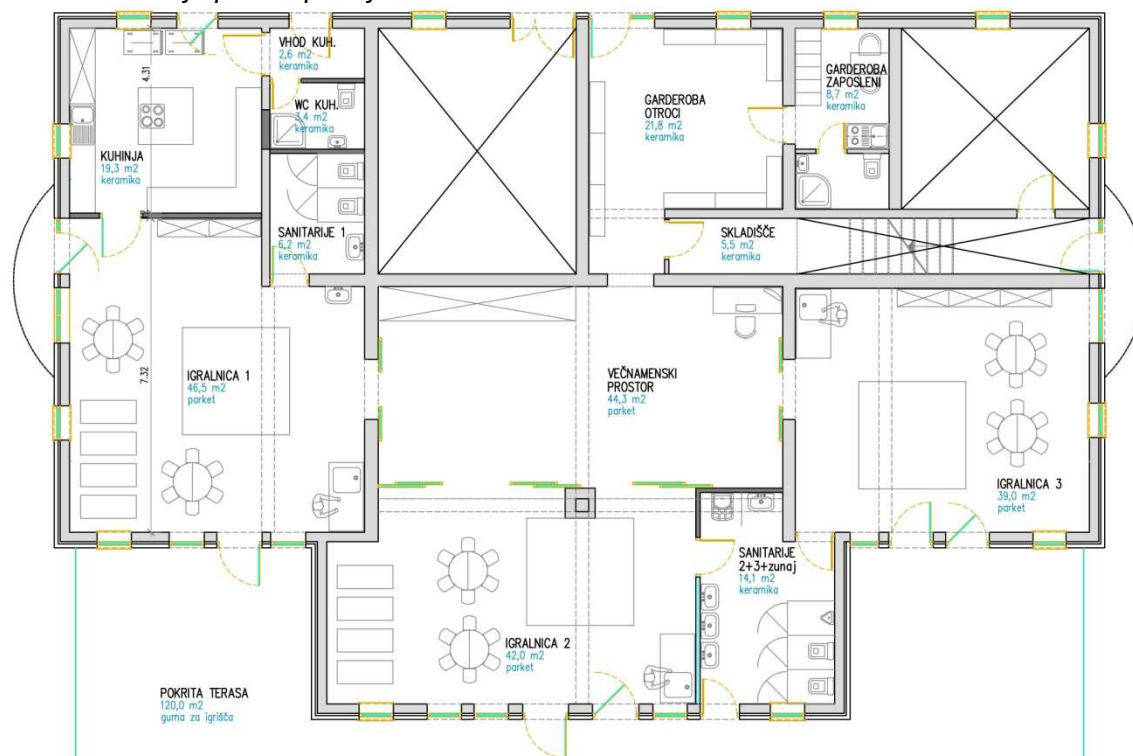 VHOD KUH.
2,6 m2
keramika
WC KUH.
3,4 m2
keramika
KUHINJA
19,3 m2
keramika
4.31
SANITARIJE 1
6,2 m2
keramika
GARDEROBA
OTROCI
21,8 m2
keramika
GARDEROBA
ZAPOSLENI
8,7 m2
keramika
SKLADIŠČE
5,5 m2
keramika
IGRALNICA 1
46,5 m2
parket
7.32
VEČNAMENSKI
PROSTOR
44,3 m2
parket
IGRALNICA 3
39,0 m2
parket
SANITARIJE
2+3+zunaj
14,1 m2
keramika
IGRALNICA 2
42,0 m2
parket
POKRITA TERASA
120,0 m2
guma za igrišča